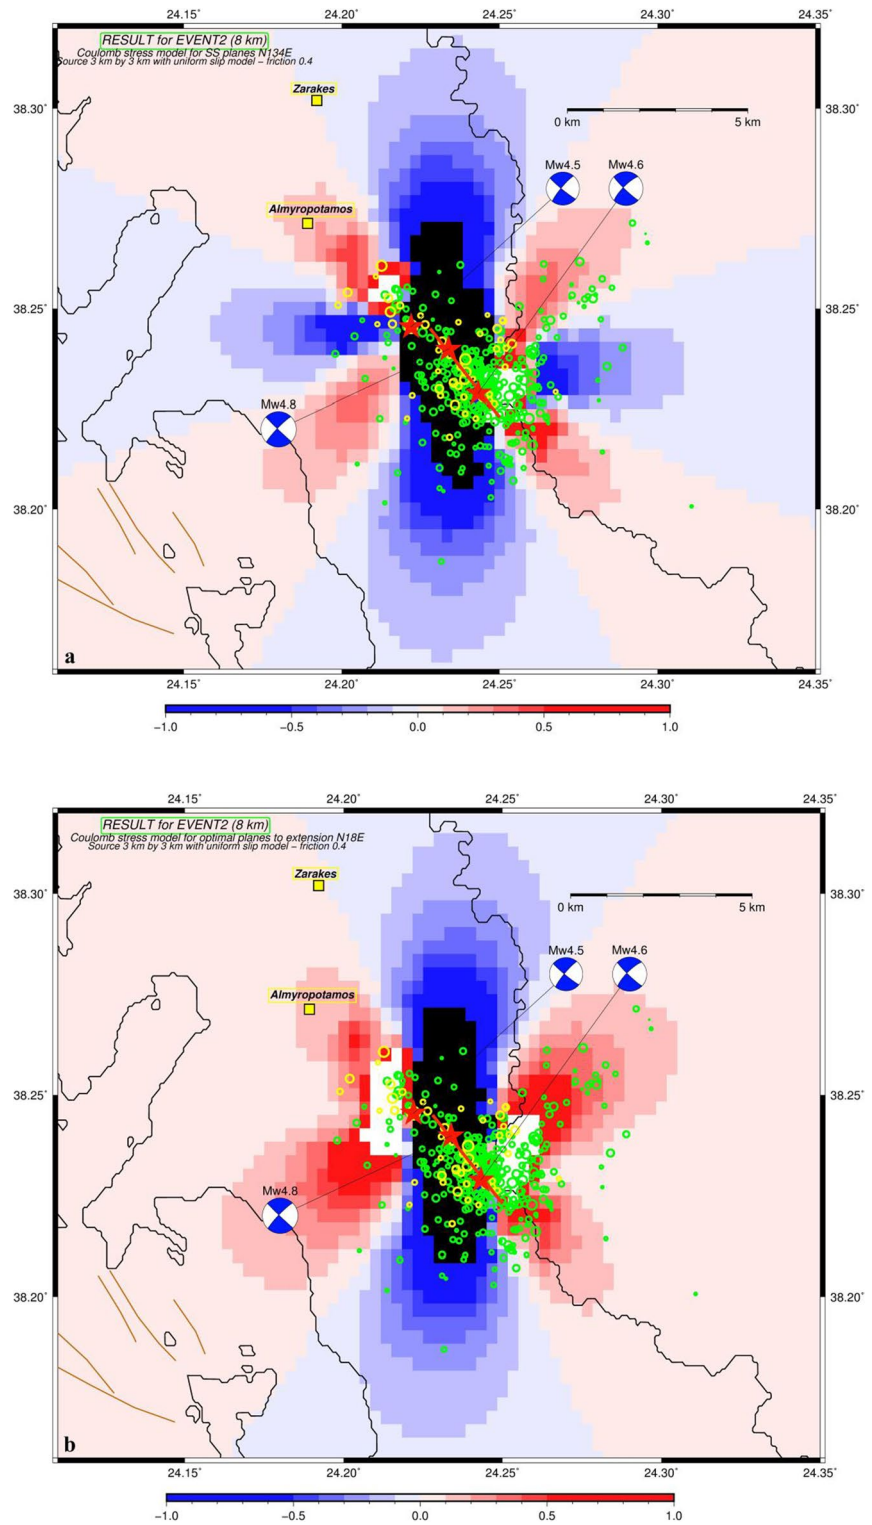 24.15° 24.20° 24.25° 24.30° 24.35°
RESULT for EVENT2 (8 km)
Coulomb stress model for SS planes N134E
Source 3 km by 3 km with uniform slip model – friction 0.4
Zarakes
38.30° 38.30°
0 km 5 km
Mw4.5 Mw4.6
Almyropotamos
38.25° 38.25°
Mw4.8
38.20° 38.20°
a
24.15° 24.20° 24.25° 24.30° 24.35°
−1.0 −0.5 0.0 0.5 1.0
24.15° 24.20° 24.25° 24.30° 24.35°
RESULT for EVENT2 (8 km)
Coulomb stress model for optimal planes to extension N18E
Source 3 km by 3 km with uniform slip model – friction 0.4
Zarakes
38.30° 38.30°
0 km 5 km
Mw4.5 Mw4.6
Almyropotamos
38.25° 38.25°
Mw4.8
38.20° 38.20°
b
24.15° 24.20° 24.25° 24.30° 24.35°
−1.0 −0.5 0.0 0.5 1.0